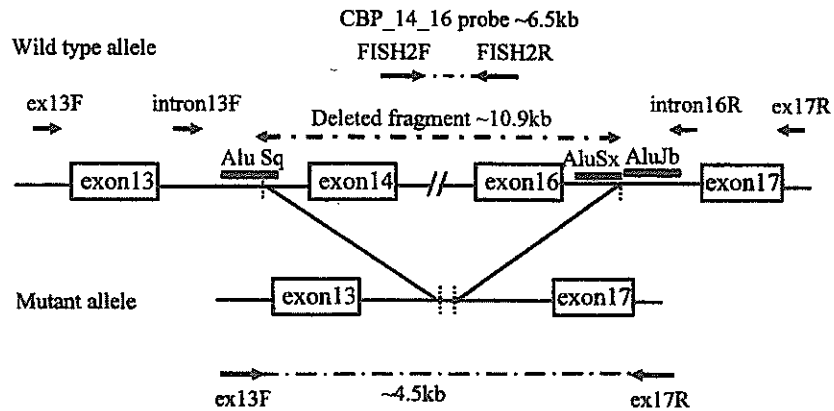 CBP_14_16 probe ~6.5kb
Wild type allele
FISH2F FISH2R
ex13F intron13F Deleted fragment ~10.9kb intron16R ex17R
Alu Sq AluSx AluJb
exon13 exon14 exon16 exon17
Mutant allele exon13 exon17
ex13F ~4.5kb ex17R